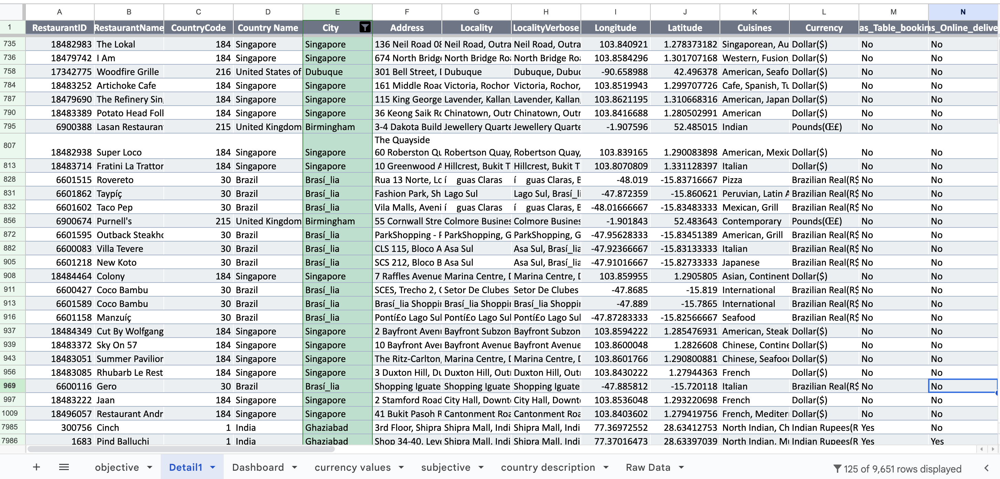 A B C D E F G H I J K L M N
1 RestaurantID RestaurantName CountryCode Country Name City Address Locality LocalityVerbose Longitude Latitude Cuisines Currency as_Table_bookin s_Online_delive
735 18482983 The Lokal 184 Singapore Singapore 136 Neil Road 08 Neil Road, Outra Neil Road, Outra 103.840921 1.278373182 Singaporean, Au Dollar($) No No
736 18479742 I Am 184 Singapore Singapore 674 North Bridge North Bridge Roa North Bridge Roa 103.8584296 1.301707168 Western, Fusion, Dollar($) No No
758 17342775 Woodfire Grille 216 United States of Dubuque 301 Bell Street, D Dubuque Dubuque, Dubuq -90.658988 42.496378 American, Seafo Dollar($) No No
784 18483252 Artichoke Cafe 184 Singapore Singapore 161 Middle Road Victoria, Rochor Victoria, Rochor, 103.8519943 1.299707726 Cafe, Spanish, Tu Dollar($) No No
787 18479690 The Refinery Sin 184 Singapore Singapore 115 King George Lavender, Kallan Lavender, Kallan 103.8621195 1.310668316 American, Japan Dollar($) No No
790 18483389 Potato Head Foll 184 Singapore Singapore 36 Keong Saik Ro Chinatown, Outr Chinatown, Outr 103.8416688 1.280502991 American Dollar($) No No
795 6900388 Lasan Restauran 215 United Kingdom Birmingham 3-4 Dakota Build Jewellery Quarte Jewellery Quarte -1.907596 52.485015 Indian Pounds(Œ£) No No
The Quayside
807 18482938 Super Loco 184 Singapore Singapore 60 Roberston Qu Robertson Quay, Robertson Quay, 103.839165 1.290083898 American, Mexic Dollar($) No No
813 18483714 Fratini La Trattor 184 Singapore Singapore 10 Greenwood A Hillcrest, Bukit T Hillcrest, Bukit T 103.8070809 1.331128397 Italian Dollar($) No No
828 6601515 Rovereto 30 Brazil Brasí_lia Rua 13 Norte, Lo í guas Claras í guas Claras, B -48.019 -15.83716667 Pizza Brazilian Real(R$ No No
831 6601862 Taypíç 30 Brazil Brasí_lia Fashion Park, Sh Lago Sul Lago Sul, Brasí_li -47.872359 -15.860621 Peruvian, Latin A Brazilian Real(R$ No No
832 6601602 Taco Pep 30 Brazil Brasí_lia Vila Malls, Aveni í guas Claras í guas Claras, B -48.01666667 -15.83483333 Mexican, Grill Brazilian Real(R$ No No
856 6900674 Purnell's 215 United Kingdom Birmingham 55 Cornwall Stre Colmore Busines Colmore Busines -1.901843 52.483643 Contemporary Pounds(Œ£) No No
872 6601595 Outback Steakho 30 Brazil Brasí_lia ParkShopping - P ParkShopping, G ParkShopping, G -47.95628333 -15.83451389 American, Grill Brazilian Real(R$ No No
882 6600083 Villa Tevere 30 Brazil Brasí_lia CLS 115, Bloco A Asa Sul Asa Sul, Brasí_lia -47.92366667 -15.83133333 Italian Brazilian Real(R$ No No
905 6601218 New Koto 30 Brazil Brasí_lia SCS 212, Bloco B Asa Sul Asa Sul, Brasí_lia -47.91016667 -15.82733333 Japanese Brazilian Real(R$ No No
908 18484464 Colony 184 Singapore Singapore 7 Raffles Avenue Marina Centre, D Marina Centre, D 103.859955 1.2905805 Asian, Continent Dollar($) No No
911 6600427 Coco Bambu 30 Brazil Brasí_lia SCES, Trecho 2, C Setor De Clubes Setor De Clubes -47.8685 -15.819 International Brazilian Real(R$ No No
913 6601589 Coco Bambu 30 Brazil Brasí_lia Brasí_lia Shoppin Brasí_lia Shoppin Brasí_lia Shoppin -47.889 -15.7865 International Brazilian Real(R$ No No
916 6601158 Manzuíç 30 Brazil Brasí_lia Pontí£o Lago Sul Pontí£o Lago Sul Pontí£o Lago Sul -47.87283333 -15.82566667 Seafood Brazilian Real(R$ No No
937 18484349 Cut By Wolfgang 184 Singapore Singapore 2 Bayfront Avenu Bayfront Subzon Bayfront Subzon 103.8594222 1.285476931 American, Steak Dollar($) No No
939 18483372 Sky On 57 184 Singapore Singapore 10 Bayfront Aven Bayfront Avenue Bayfront Avenue 103.8600048 1.2826608 Chinese, Contine Dollar($) No No
943 18483051 Summer Pavilion 184 Singapore Singapore The Ritz-Carlton, Marina Centre, D Marina Centre, D 103.8601766 1.290800881 Chinese, Seafood Dollar($) No No
956 18483085 Rhubarb Le Rest 184 Singapore Singapore 3 Duxton Hill, Du Duxton Hill, Outr Duxton Hill, Outr 103.8430222 1.27944363 French Dollar($) No No
969 6600116 Gero 30 Brazil Brasí_lia Shopping Iguate Shopping Iguate Shopping Iguate -47.885812 -15.720118 Italian Brazilian Real(R$ No No
997 18483222 Jaan 184 Singapore Singapore 2 Stamford Road City Hall, Downto City Hall, Downto 103.8536048 1.293220698 French Dollar($) No No
1009 18496057 Restaurant Andr 184 Singapore Singapore 41 Bukit Pasoh R Cantonment Roa Cantonment Roa 103.8403602 1.279419756 French, Mediter Dollar($) No No
7985 300756 Cinch 1 India Ghaziabad 3rd Floor, Shipra Shipra Mall, Indi Shipra Mall, Indi 77.36972552 28.63412753 North Indian, Ch Indian Rupees(R Yes No
7986 1683 Pind Balluchi 1 India Ghaziabad Shop 34-40, Leve Shipra Mall, Indi Shipra Mall, Indi 77.37016473 28.63397039 North Indian, Mu Indian Rupees(R Yes Yes
objective Detail1 Dashboard currency values subjective country description Raw Data 125 of 9,651 rows displayed